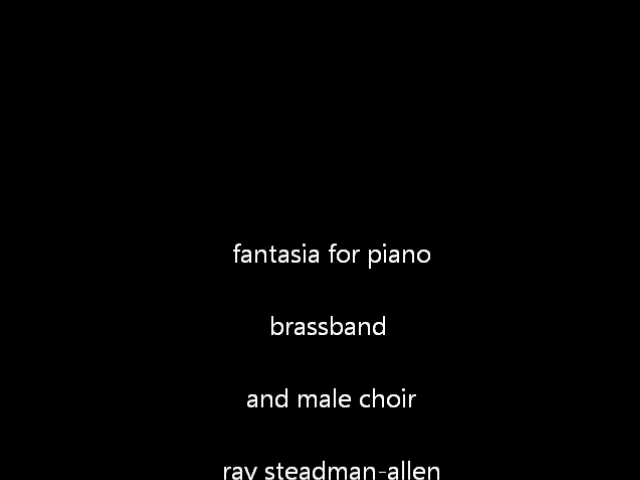 fantasia for piano
brassband
and male choir
ray steadman-allen